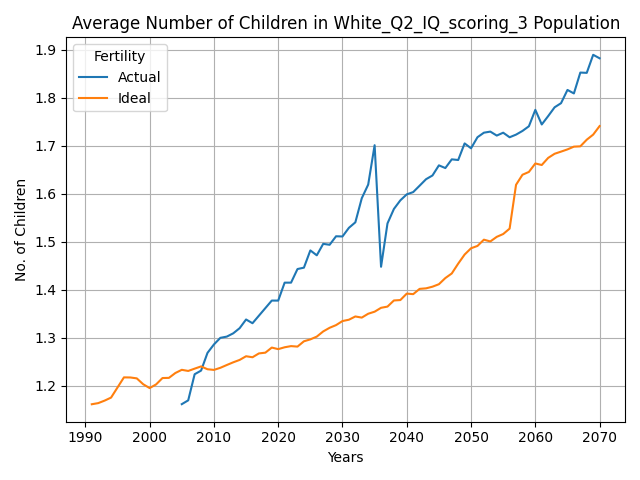 Average Number of Children in White_Q2_IQ_scoring_3 Population
Fertility
Actual
Ideal
No. of Children
1.9
1.8
1.7
1.6
1.5
1.4
1.3
1.2
1990 2000 2010 2020 2030 2040 2050 2060 2070
Years